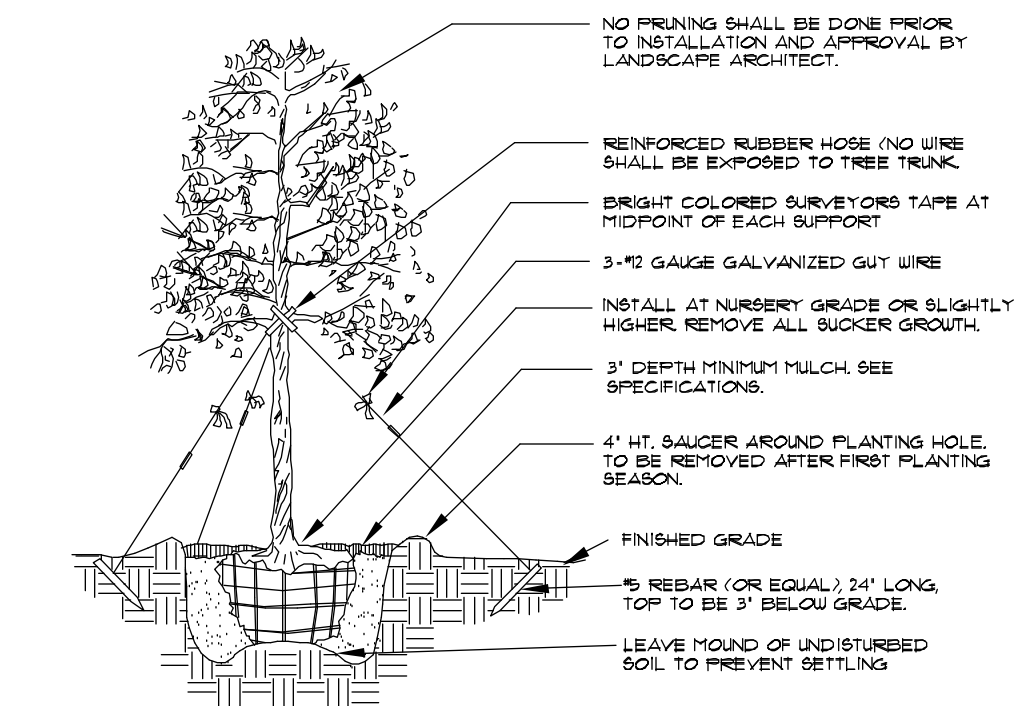 NO PRUNING SHALL BE DONE PRIOR
TO INSTALLATION AND APPROVAL BY
LANDSCAPE ARCHITECT.
REINFORCED RUBBER HOSE (NO WIRE
SHALL BE EXPOSED TO TREE TRUNK.
BRIGHT COLORED SURVEYORS TAPE AT
MIDPOINT OF EACH SUPPORT
3-#12 GAUGE GALVANIZED GUY WIRE
INSTALL AT NURSERY GRADE OR SLIGHTLY
HIGHER. REMOVE ALL SUCKER GROWTH.
3" DEPTH MINIMUM MULCH. SEE
SPECIFICATIONS.
4" HT. SAUCER AROUND PLANTING HOLE.
TO BE REMOVED AFTER FIRST PLANTING
SEASON.
FINISHED GRADE
#5 REBAR (OR EQUAL), 24" LONG,
TOP TO BE 3" BELOW GRADE.
LEAVE MOUND OF UNDISTURBED
SOIL TO PREVENT SETTLING